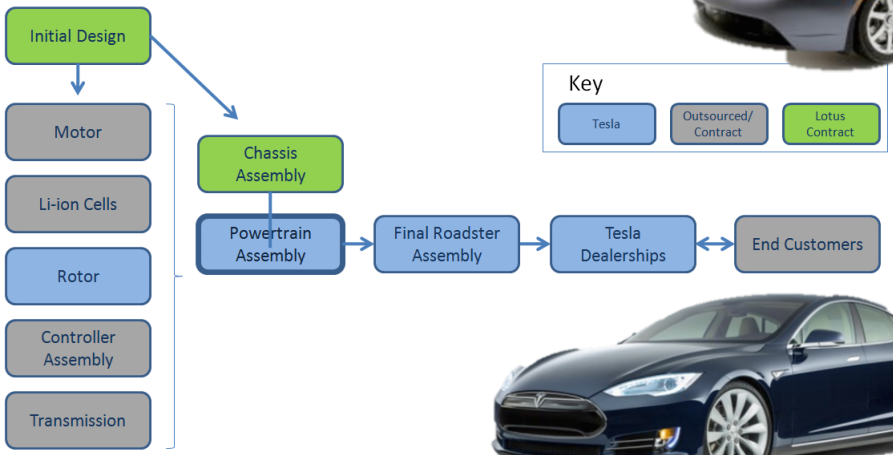 Initial Design
Motor
Li-ion Cells
Rotor
Controller
Assembly
Transmission
Chassis
Assembly
Powertrain
Assembly
Final Roadster
Assembly
Tesla
Dealerships
End Customers
Key
Tesla
Outsourced/
Contract
Lotus
Contract